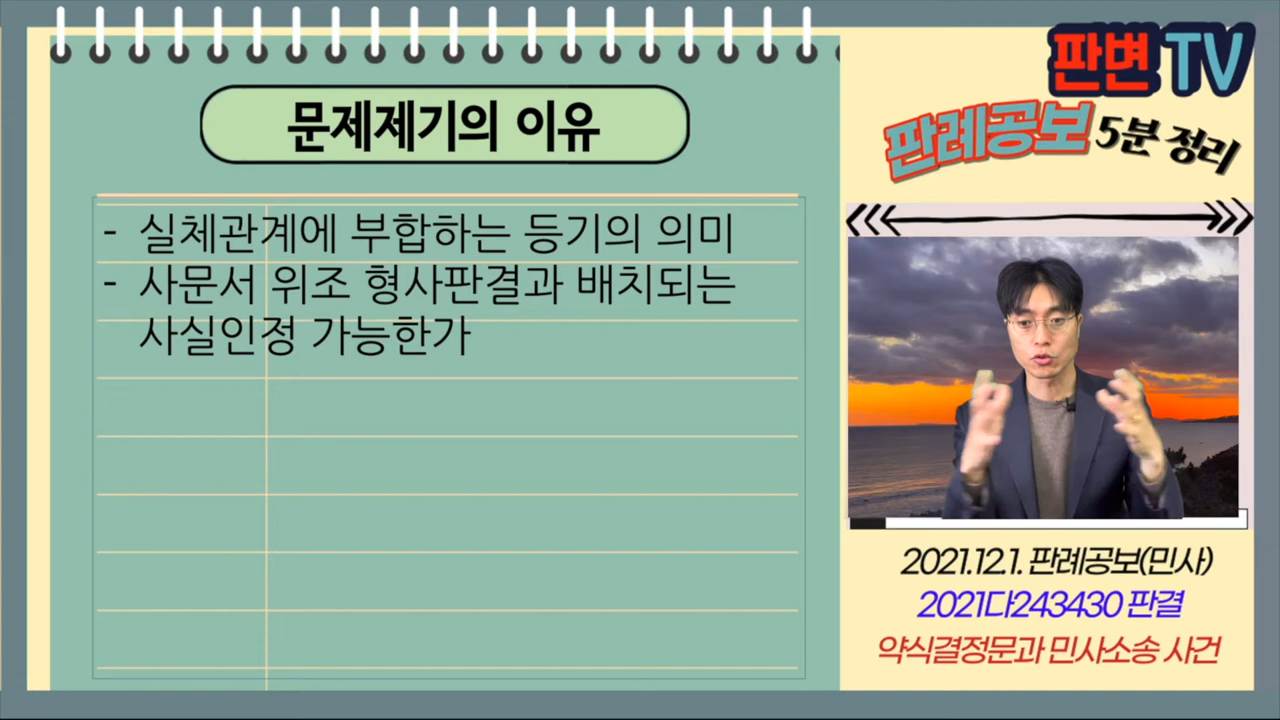 문제제기의 이유
- 실체관계에 부합하는 등기의 의미
- 사문서 위조 형사판결과 배치되는
사실인정 가능한가
판변 TV
판례공보 5분 정리
2021.12.1. 판례공보(민사)
2021다243430 판결
약식결정문과 민사소송 사건